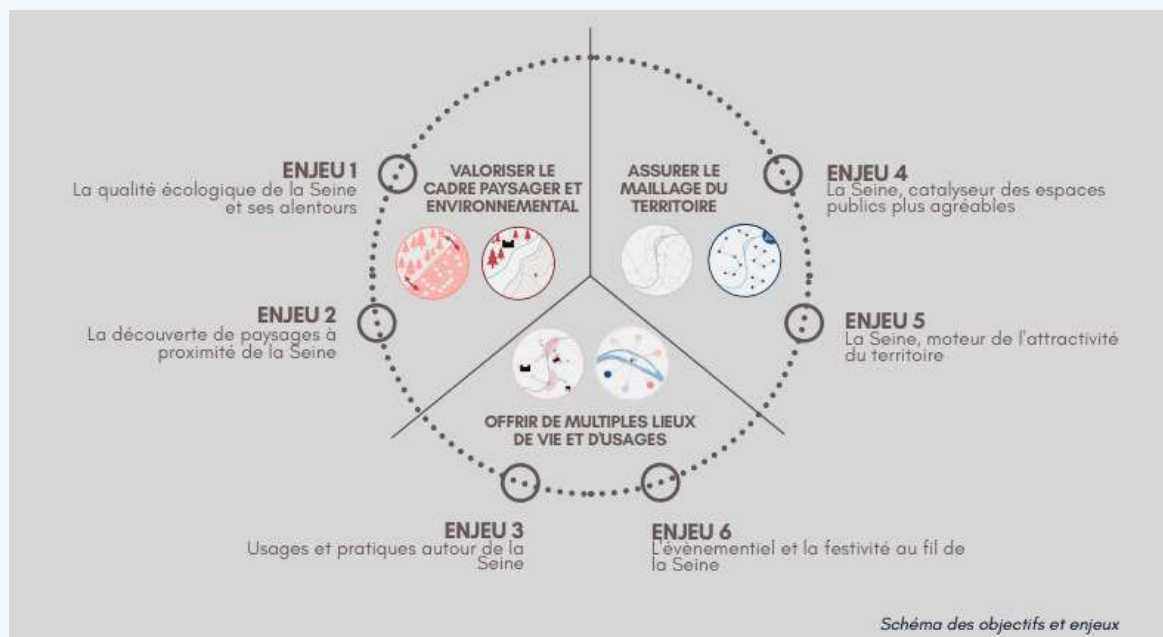 ENJEU 1
La qualité écologique de la Seine
et ses alentours
VALORISER LE
CADRE PAYSAGER ET
ENVIRONNEMENTAL
ASSURER LE
MAILLAGE DU
TERRITOIRE
ENJEU 4
La Seine, catalyseur des espaces
publics plus agréables
ENJEU 2
La découverte de paysages à
proximité de la Seine
ENJEU 5
La Seine, moteur de l'attractivité
du territoire
OFFRIR DE MULTIPLES LIEUX
DE VIE ET D'USAGES
ENJEU 3
Usages et pratiques autour de la
Seine
ENJEU 6
L'évènementiel et la festivité au fil de
la Seine
Schéma des objectifs et enjeux